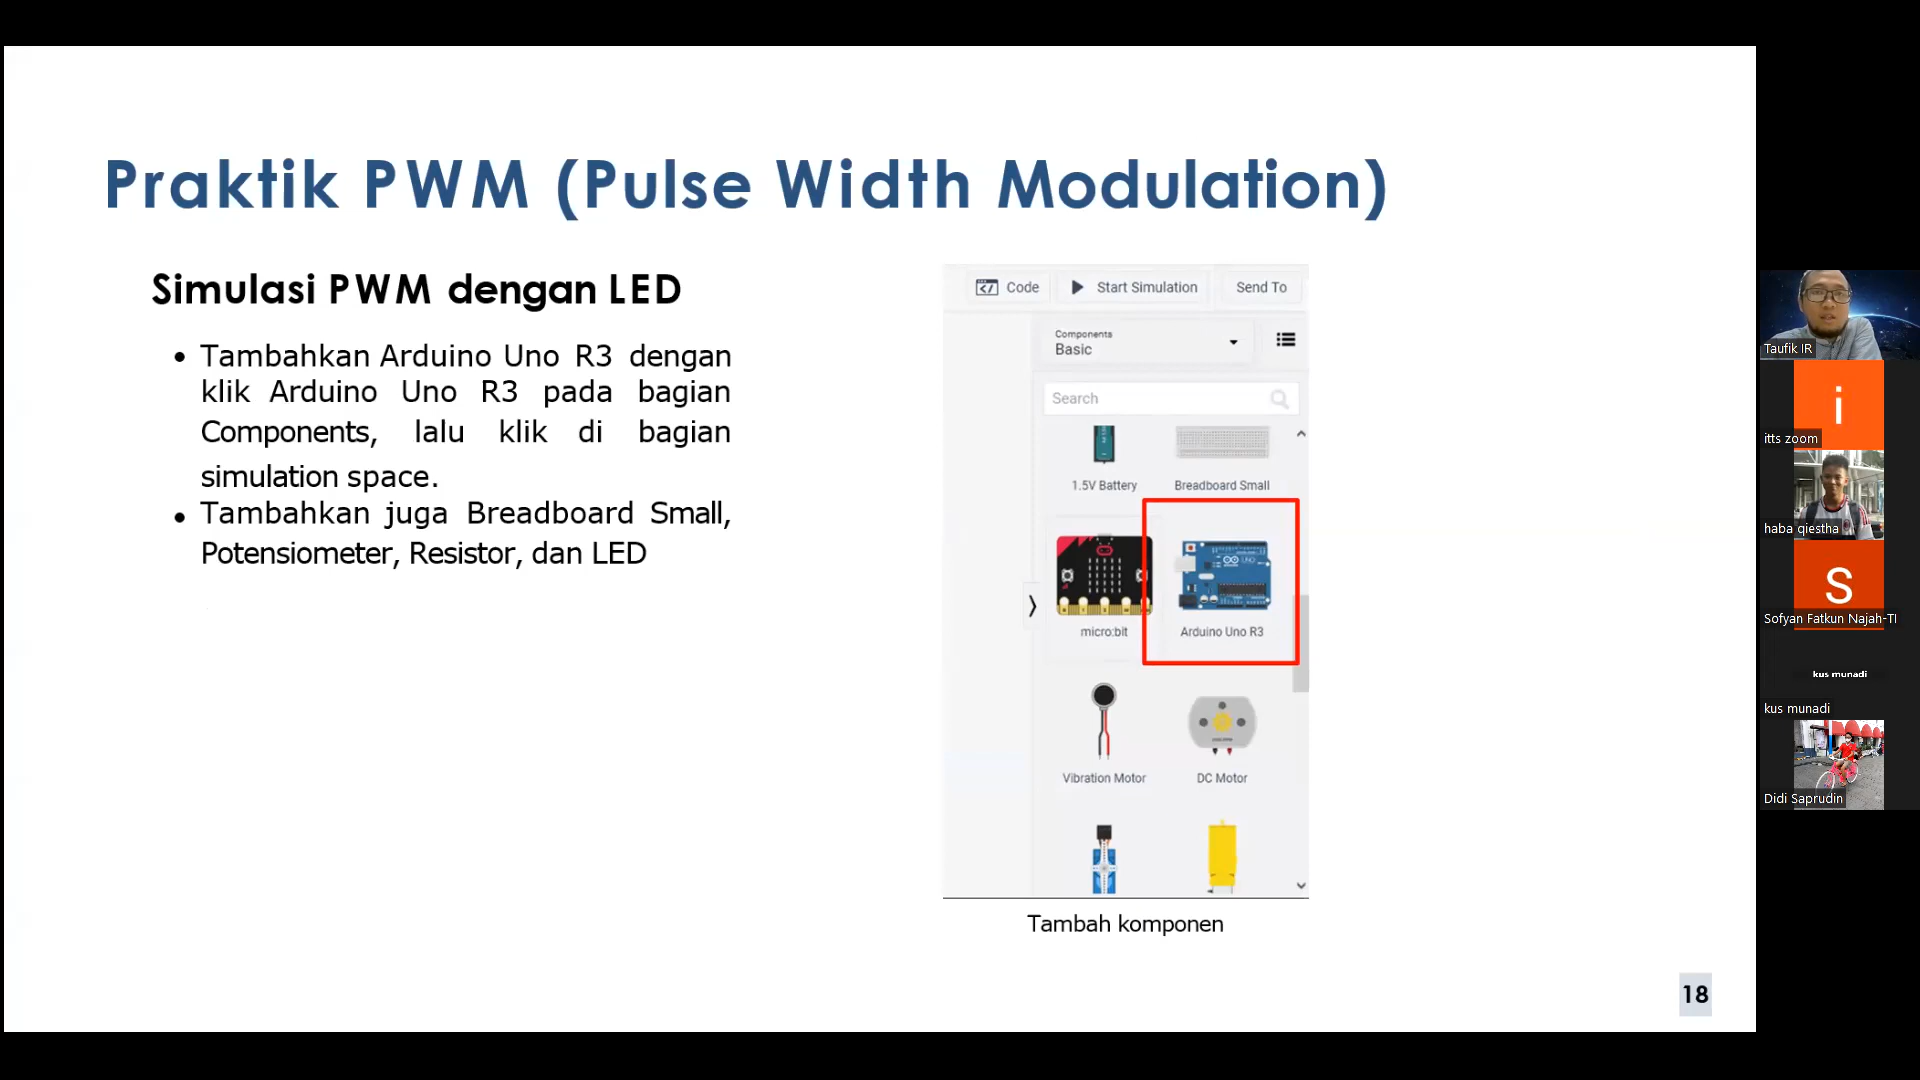 Praktik PWM (Pulse Width Modulation)
Simulasi PWM dengan LED
• Tambahkan Arduino Uno R3 dengan
klik Arduino Uno R3 pada bagian
Components, lalu klik di bagian
simulation space.
• Tambahkan juga Breadboard Small,
Potensiometer, Resistor, dan LED
Code
Start Simulation
Send To
Components
Basic
Search
1.5V Battery
Breadboard Small
micro:bit
Arduino Uno R3
Vibration Motor
DC Motor
Tambah komponen
18
Taufik IR
i
itts zoom
haba qiestha
S
Sofyan Fatkun Najah-TI
kus munadi
kus munadi
Didi Saprudin